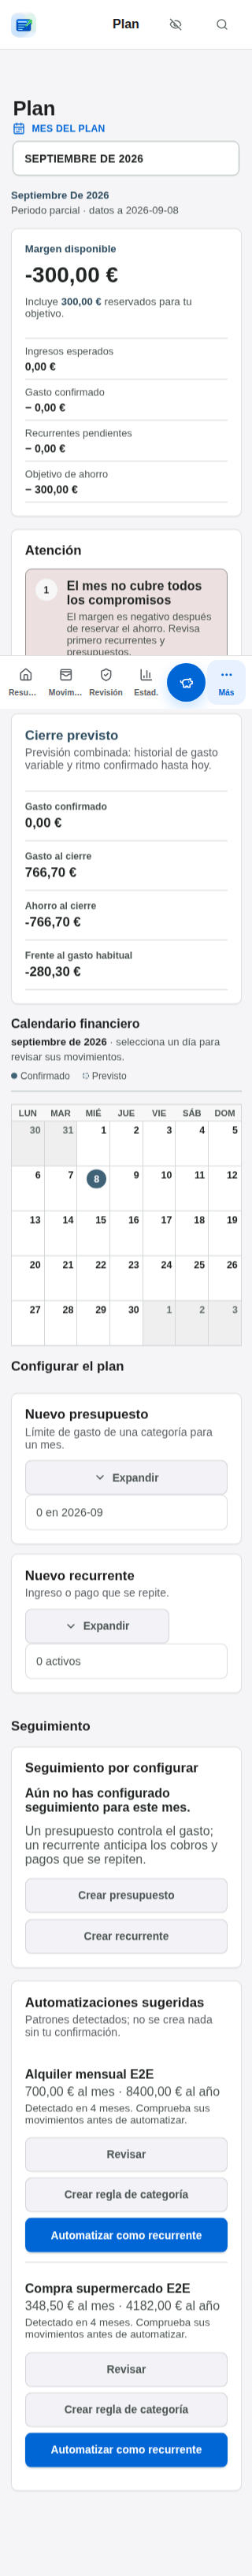 Plan
Plan
MES DEL PLAN
SEPTIEMBRE DE 2026
Septiembre De 2026
Periodo parcial · datos a 2026-09-08
Margen disponible
-300,00 €
Incluye 300,00 € reservados para tu
objetivo.
Ingresos esperados
0,00 €
Gasto confirmado
− 0,00 €
Recurrentes pendientes
− 0,00 €
Objetivo de ahorro
− 300,00 €
Atención
1
El mes no cubre todos
los compromisos
El margen es negativo después
de reservar el ahorro. Revisa
primero recurrentes y
presupuestos.
Resu…
Movim…
Revisión
Estad.
Más
Cierre previsto
Previsión combinada: historial de gasto
variable y ritmo confirmado hasta hoy.
Gasto confirmado
0,00 €
Gasto al cierre
766,70 €
Ahorro al cierre
-766,70 €
Frente al gasto habitual
-280,30 €
Calendario financiero
septiembre de 2026 · selecciona un día para
revisar sus movimientos.
Confirmado Previsto
LUN MAR MIÉ JUE VIE SÁB DOM
30 31 1 2 3 4 5
6 7 8 9 10 11 12
13 14 15 16 17 18 19
20 21 22 23 24 25 26
27 28 29 30 1 2 3
Configurar el plan
Nuevo presupuesto
Límite de gasto de una categoría para
un mes.
Expandir
0 en 2026-09
Nuevo recurrente
Ingreso o pago que se repite.
Expandir
0 activos
Seguimiento
Seguimiento por configurar
Aún no has configurado
seguimiento para este mes.
Un presupuesto controla el gasto;
un recurrente anticipa los cobros y
pagos que se repiten.
Crear presupuesto
Crear recurrente
Automatizaciones sugeridas
Patrones detectados; no se crea nada
sin tu confirmación.
Alquiler mensual E2E
700,00 € al mes · 8400,00 € al año
Detectado en 4 meses. Comprueba sus
movimientos antes de automatizar.
Revisar
Crear regla de categoría
Automatizar como recurrente
Compra supermercado E2E
348,50 € al mes · 4182,00 € al año
Detectado en 4 meses. Comprueba sus
movimientos antes de automatizar.
Revisar
Crear regla de categoría
Automatizar como recurrente